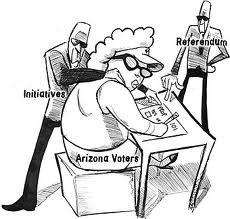 Referendum
Initiatives
Arizona Voters